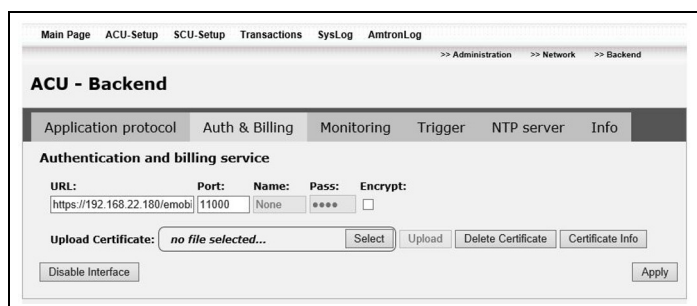 Main Page ACU-Setup SCU-Setup Transactions SysLog AmtronLog
>> Administration >> Network >> Backend
ACU - Backend
Application protocol Auth & Billing Monitoring Trigger NTP server Info
Authentication and billing service
URL: Port: Name: Pass: Encrypt:
https://192.168.22.180/emobi 11000 None ●●●●
Upload Certificate: no file selected... Select Upload Delete Certificate Certificate Info
Disable Interface Apply